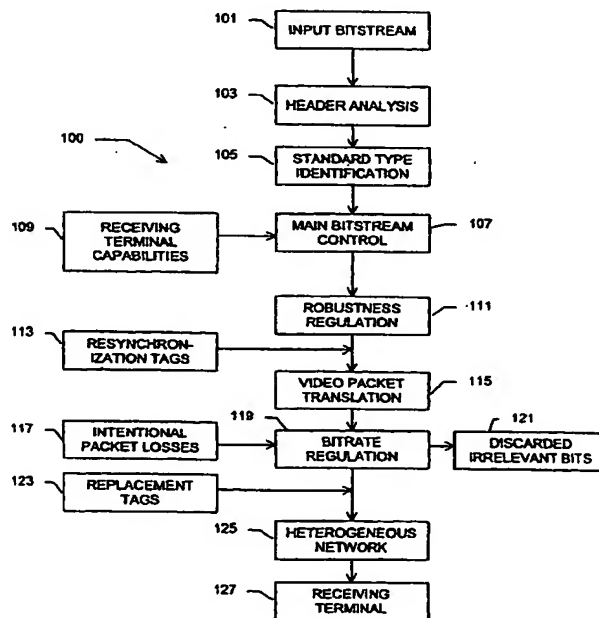 101
INPUT BITSTREAM
103
HEADER ANALYSIS
100
105
STANDARD TYPE
IDENTIFICATION
109
RECEIVING
TERMINAL
CAPABILITIES
MAIN BITSTREAM
CONTROL
107
ROBUSTNESS
REGULATION
111
113
RESYNCHRON-
IZATION TAGS
VIDEO PACKET
TRANSLATION
115
117
INTENTIONAL
PACKET LOSSES
119
BITRATE
REGULATION
121
DISCARDED
IRRELEVANT BITS
123
REPLACEMENT
TAGS
125
HETEROGENEOUS
NETWORK
127
RECEIVING
TERMINAL